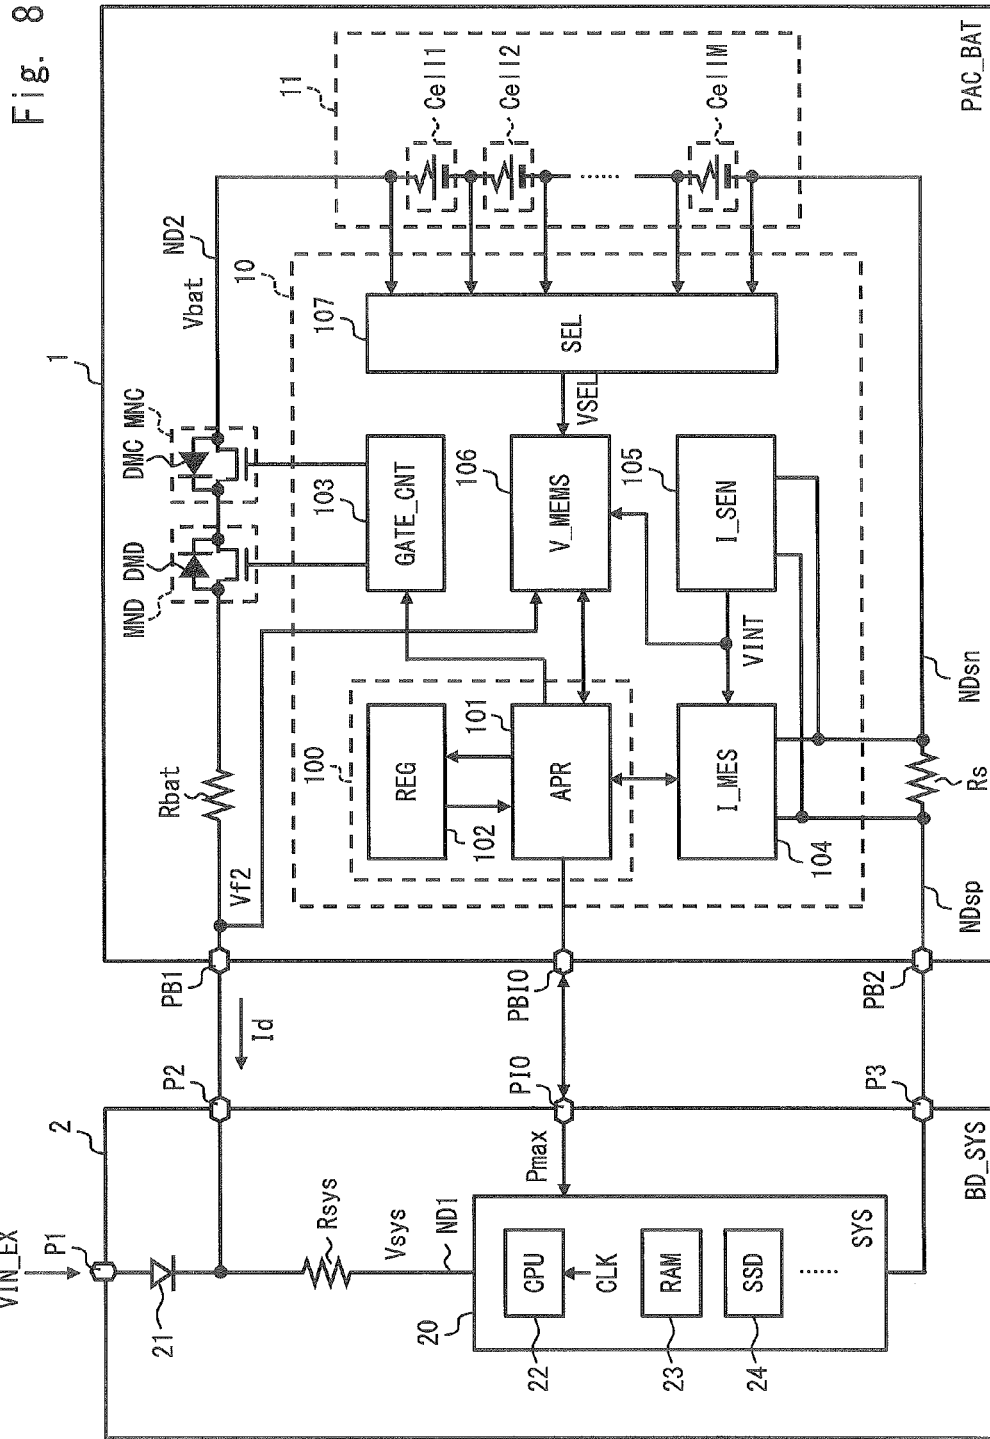 Fig. 8
VIN_EX
P1
2
21
P2
Id
PB1
Vf2
Rbat
MND
DMD
DMC
MNC
Vbat
ND2
1
10
11
Rsys
Vsys
ND1
20
CPU
22
CLK
RAM
23
SSD
24
......
SYS
Pmax
PIO
PBIO
BD_SYS
P3
PB2
100
REG
102
101
APR
GATE_CNT
103
V_MEMS
106
VSEL
SEL
107
I_MES
104
VINT
I_SEN
105
Cell1
Cell2
......
CellM
NDsp
Rs
NDsn
PAC_BAT